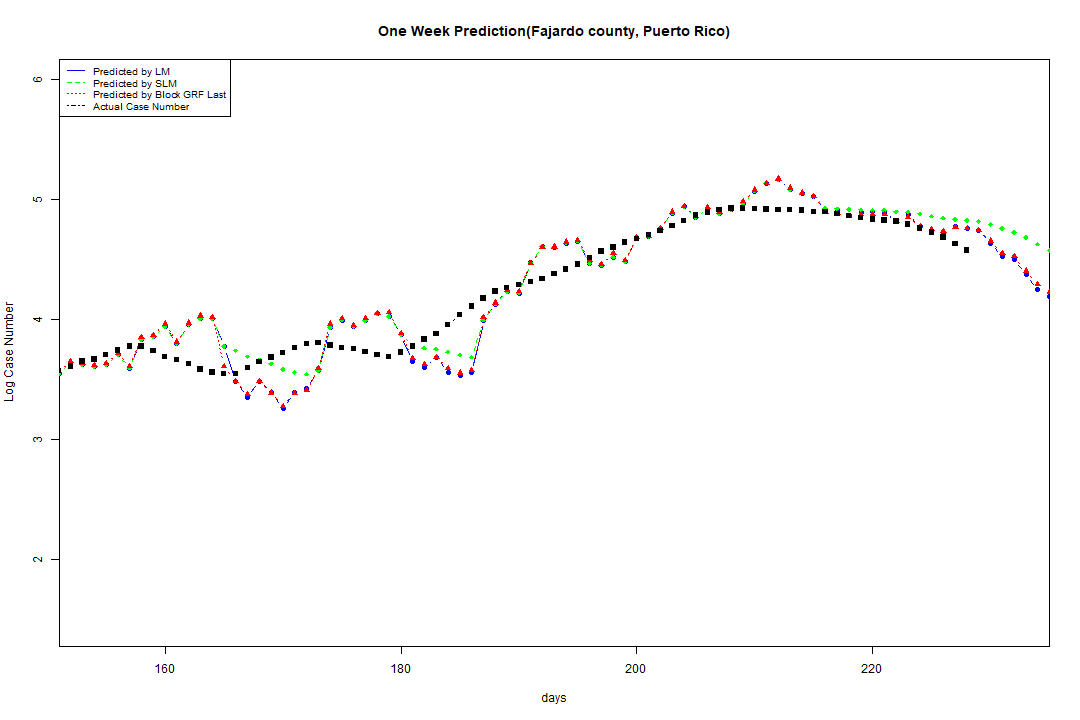 One Week Prediction(Fajardo county, Puerto Rico)
Predicted by LM
Predicted by SLM
Predicted by Block GRF Last
Actual Case Number
6
5
4
3
2
Log Case Number
160 180 200 220
days